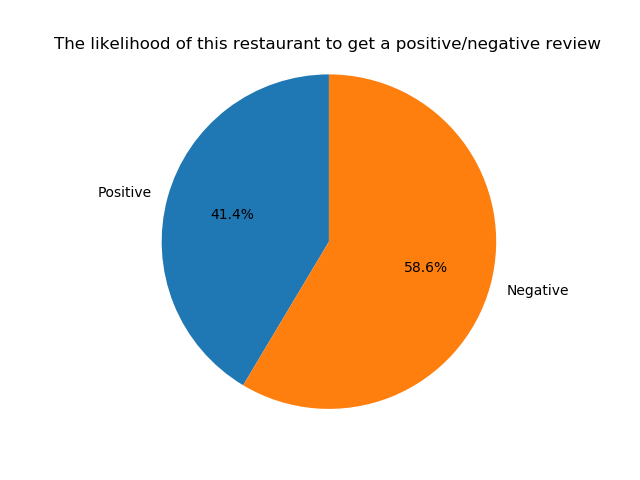 The likelihood of this restaurant to get a positive/negative review
Positive
41.4%
58.6%
Negative